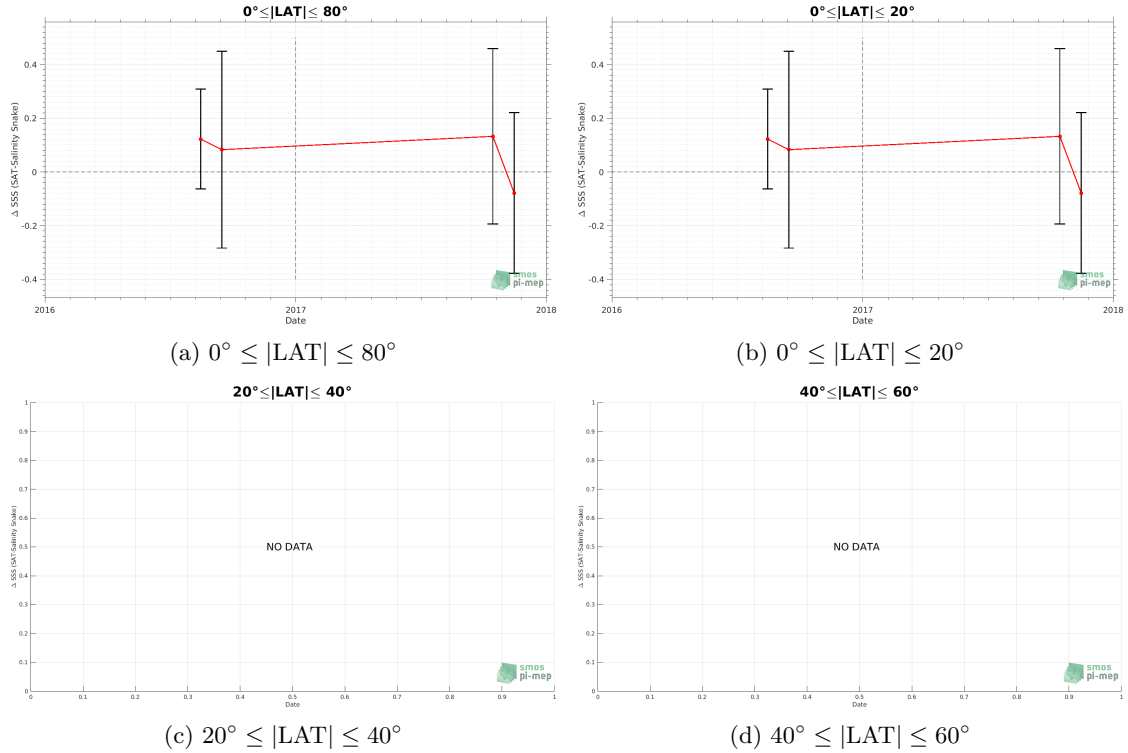 0°≤|LAT|≤ 80°
Δ SSS (SAT-Salinity Snake)
0.4
0.2
0
-0.2
-0.4
2016
2017
2018
Date
smos
pi-mep
(a) 0° ≤ |LAT| ≤ 80°
0°≤|LAT|≤ 20°
Δ SSS (SAT-Salinity Snake)
0.4
0.2
0
-0.2
-0.4
2016
2017
2018
Date
smos
pi-mep
(b) 0° ≤ |LAT| ≤ 20°
20°≤|LAT|≤ 40°
Δ SSS (SAT-Salinity Snake)
1
0.9
0.8
0.7
0.6
0.5
0.4
0.3
0.2
0.1
0
NO DATA
0 0.1 0.2 0.3 0.4 0.5 0.6 0.7 0.8 0.9 1
Date
smos
pi-mep
(c) 20° ≤ |LAT| ≤ 40°
40°≤|LAT|≤ 60°
Δ SSS (SAT-Salinity Snake)
1
0.9
0.8
0.7
0.6
0.5
0.4
0.3
0.2
0.1
0
NO DATA
0 0.1 0.2 0.3 0.4 0.5 0.6 0.7 0.8 0.9 1
Date
smos
pi-mep
(d) 40° ≤ |LAT| ≤ 60°